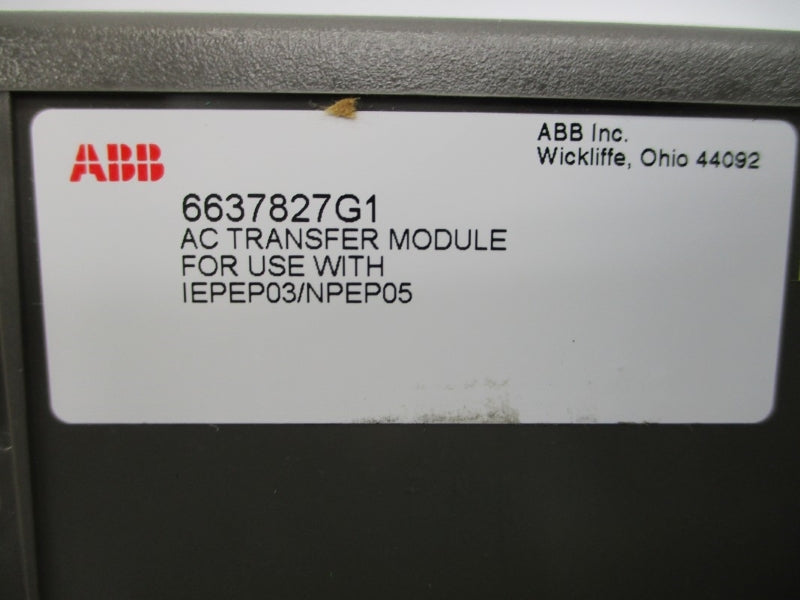 ABB
ABB Inc.
Wickliffe, Ohio 44092
6637827G1
AC TRANSFER MODULE
FOR USE WITH
IEPEP03/NPEP05